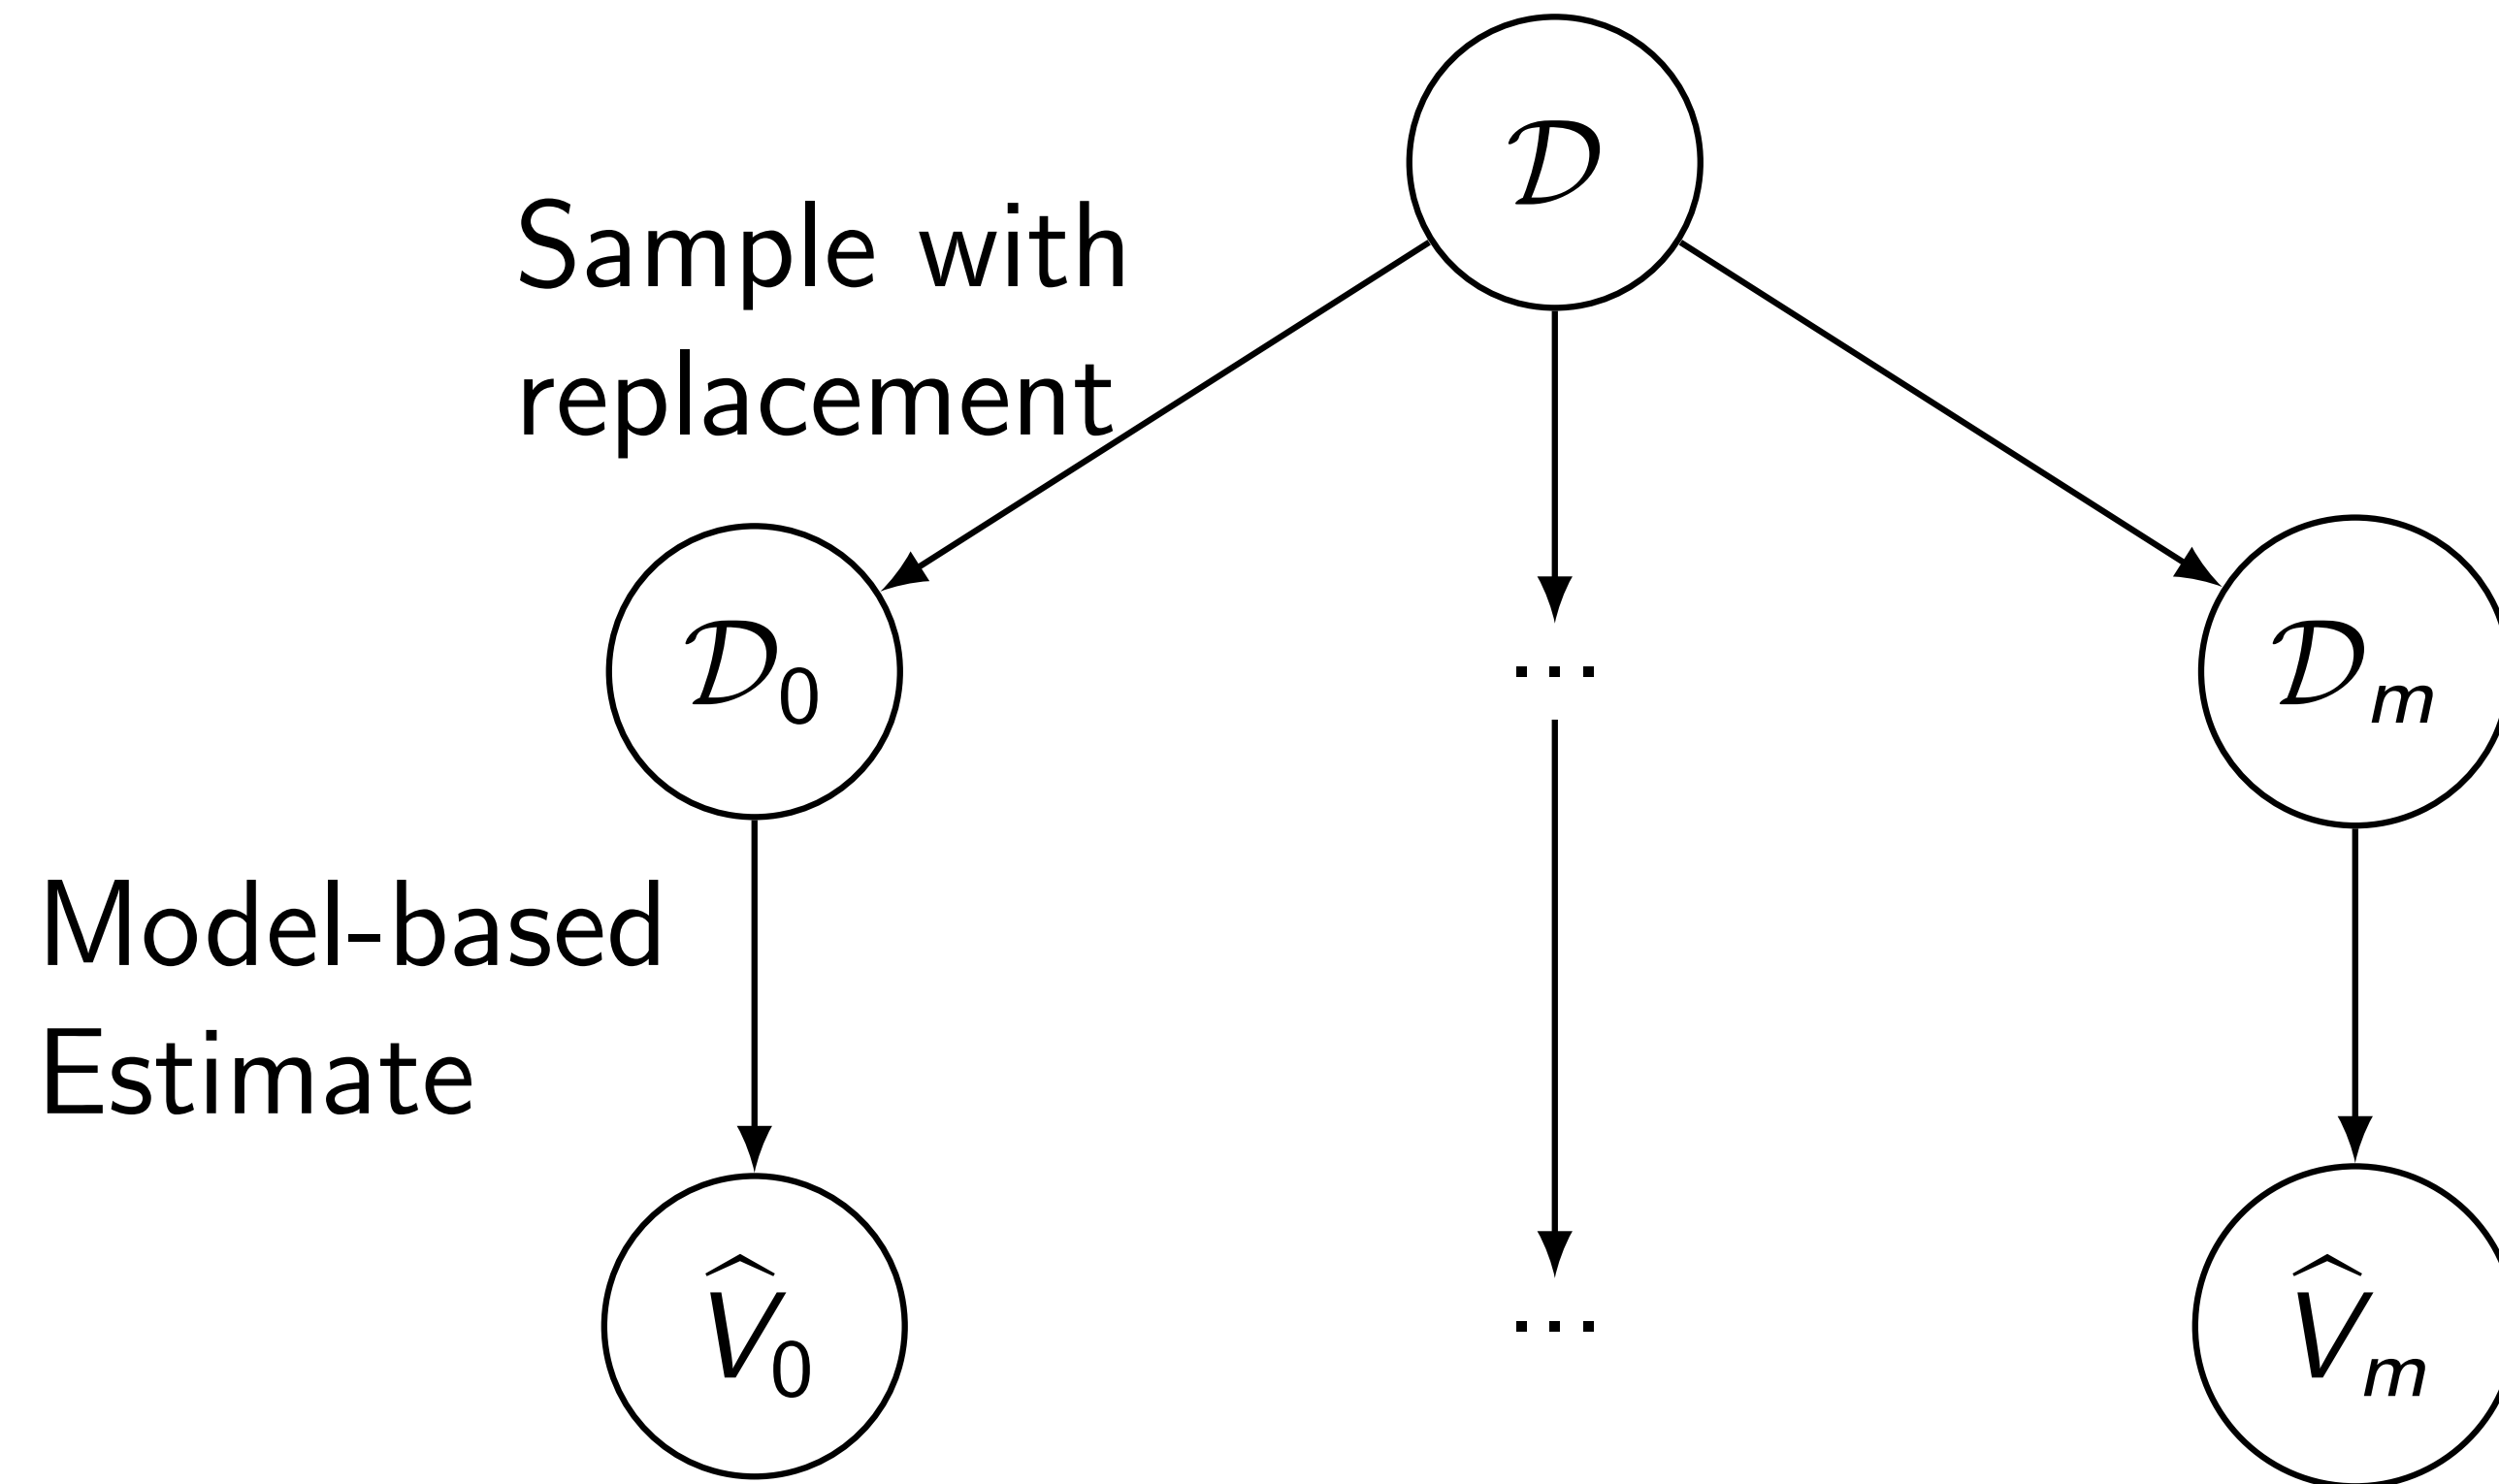 𝒟
Sample with
replacement
𝒟₀
...
𝒟ₘ
Model-based
Estimate
V̂₀
...
V̂ₘ